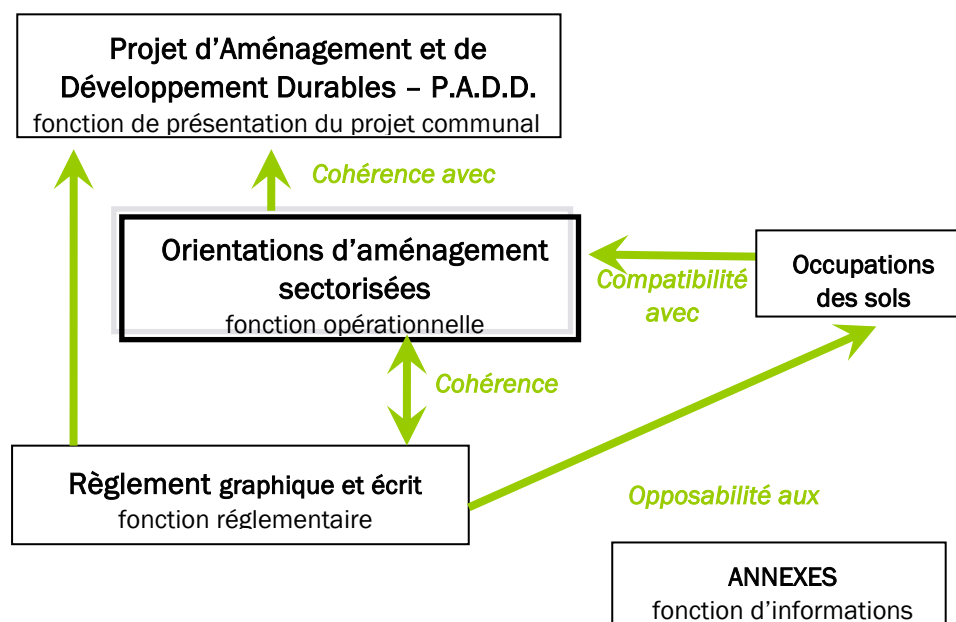 Projet d’Aménagement et de
Développement Durables – P.A.D.D.
fonction de présentation du projet communal
Cohérence avec
Orientations d’aménagement
sectorisées
fonction opérationnelle
Compatibilité
avec
Occupations
des sols
Cohérence
Règlement graphique et écrit
fonction réglementaire
Opposabilité aux
ANNEXES
fonction d’informations